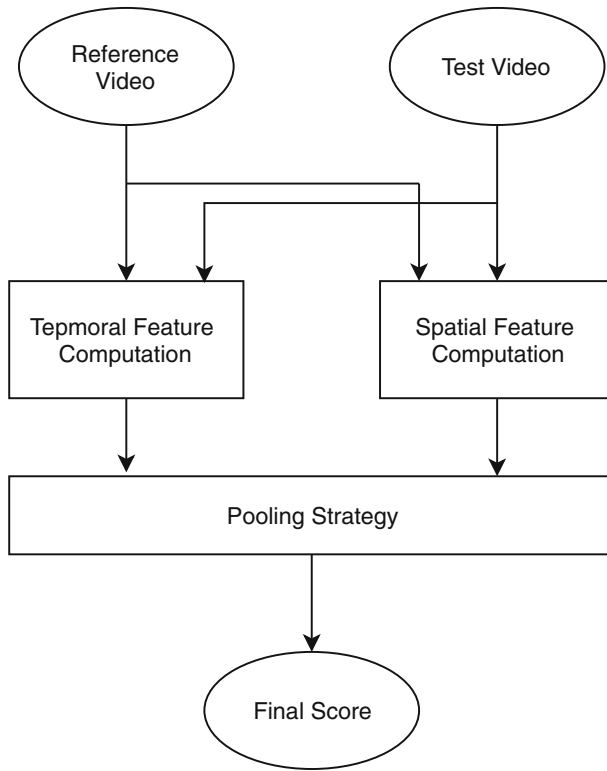 Reference
Video
Test Video
Tepmoral Feature
Computation
Spatial Feature
Computation
Pooling Strategy
Final Score